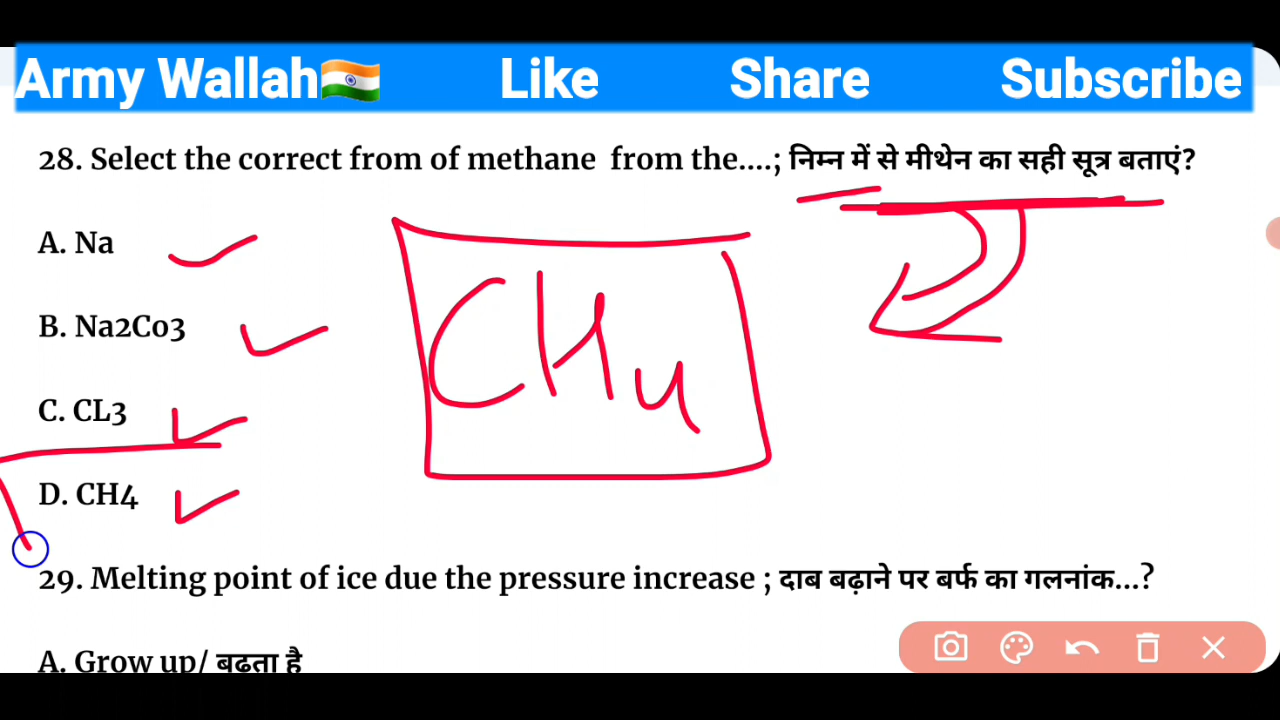 Army Wallah🇮🇳 Like Share Subscribe
28. Select the correct from of methane from the....; निम्न में से मीथेन का सही सूत्र बताएं?
A. Na
B. Na2Co3
C. CL3
CH4
D. CH4
29. Melting point of ice due the pressure increase ; दाब बढ़ाने पर बर्फ का गलनांक...?
A. Grow up/ बढ़ता है